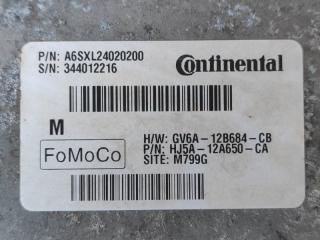 P/N: A6SXL24020200
S/N: 344012216
Continental
M
FoMoCo
H/W: GV6A-12B684-CB
P/N: HJ5A-12A650-CA
SITE: M799G